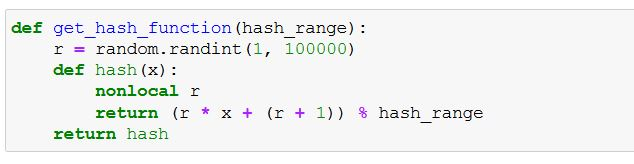 def get_hash_function(hash_range):
    r = random.randint(1, 100000)
    def hash(x):
        nonlocal r
        return (r * x + (r + 1)) % hash_range
    return hash